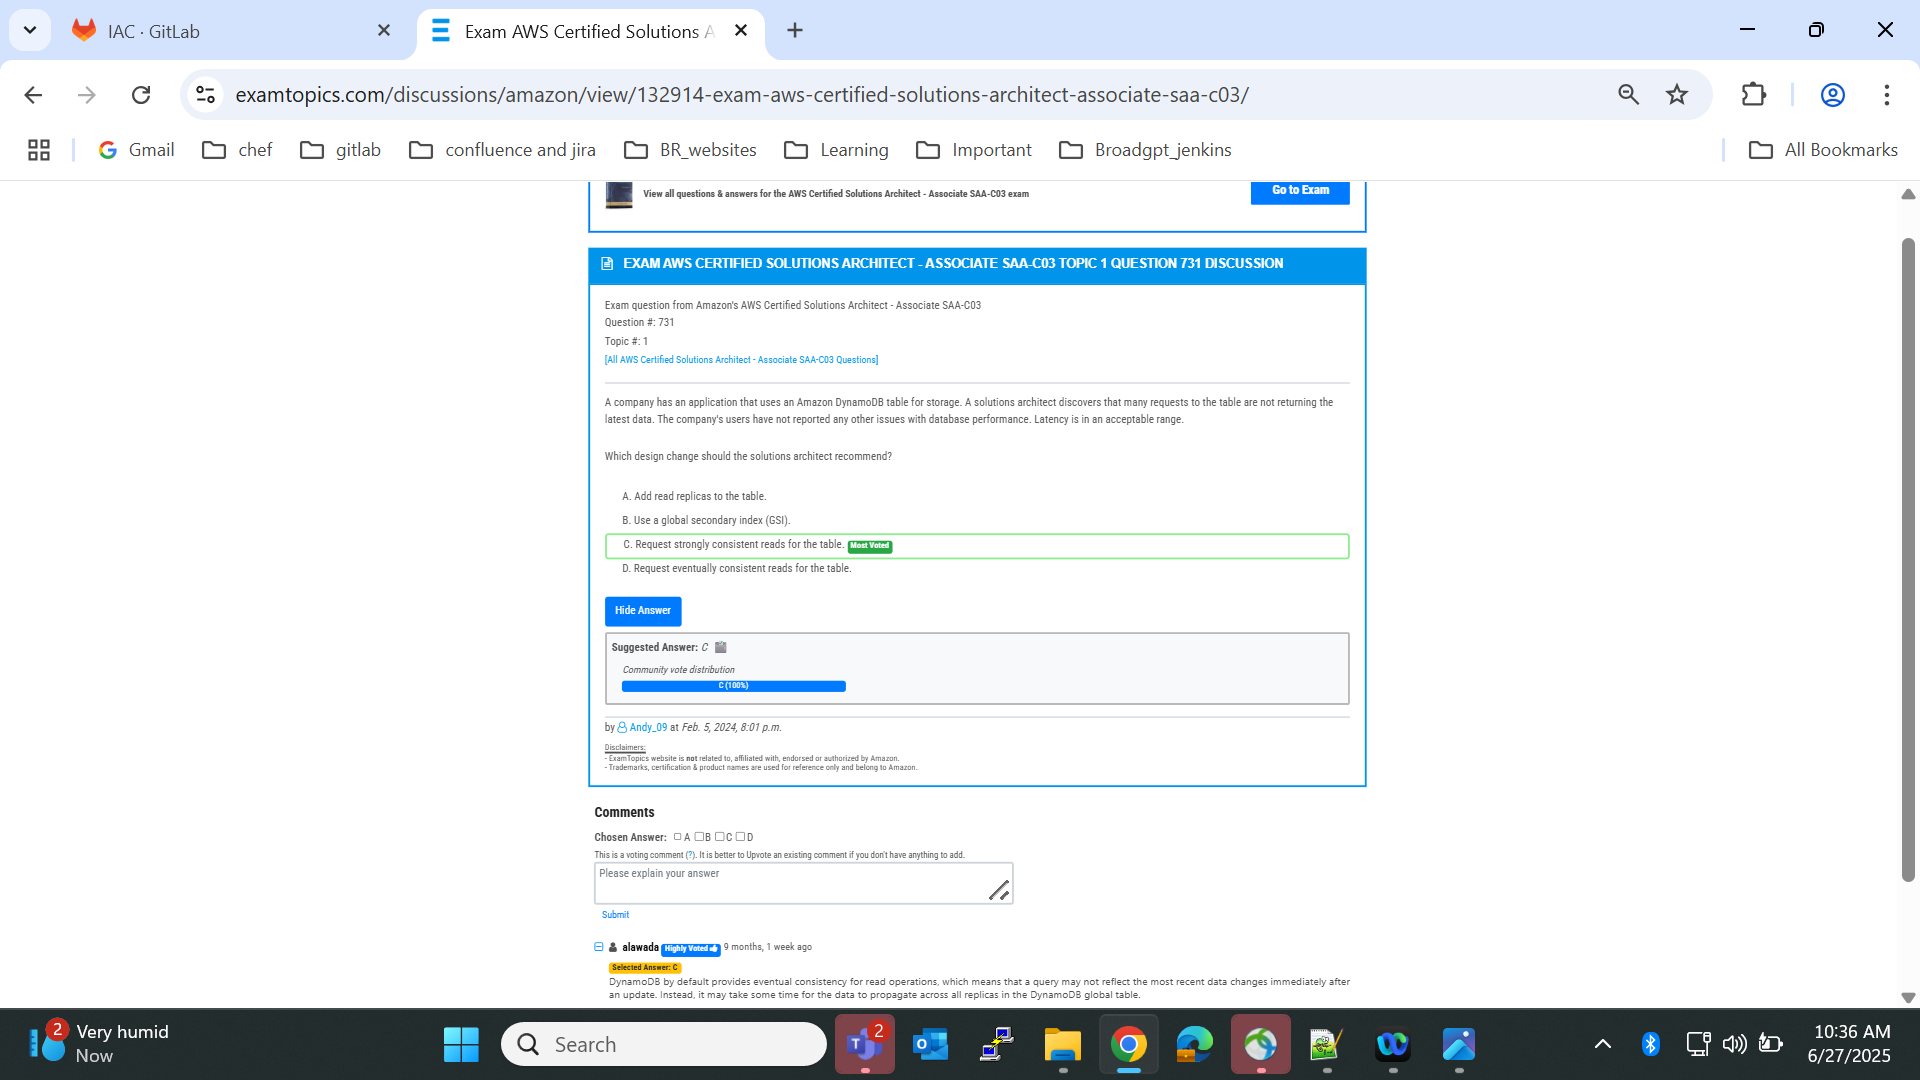 IAC · GitLab
Exam AWS Certified Solutions A
examtopics.com/discussions/amazon/view/132914-exam-aws-certified-solutions-architect-associate-saa-c03/
Gmail
chef
gitlab
confluence and jira
BR_websites
Learning
Important
Broadgpt_jenkins
All Bookmarks
View all questions & answers for the AWS Certified Solutions Architect - Associate SAA-C03 exam
Go to Exam
EXAM AWS CERTIFIED SOLUTIONS ARCHITECT - ASSOCIATE SAA-C03 TOPIC 1 QUESTION 731 DISCUSSION
Exam question from Amazon's AWS Certified Solutions Architect - Associate SAA-C03
Question #: 731
Topic #: 1
[All AWS Certified Solutions Architect - Associate SAA-C03 Questions]
A company has an application that uses an Amazon DynamoDB table for storage. A solutions architect discovers that many requests to the table are not returning the
latest data. The company's users have not reported any other issues with database performance. Latency is in an acceptable range.
Which design change should the solutions architect recommend?
A. Add read replicas to the table.
B. Use a global secondary index (GSI).
C. Request strongly consistent reads for the table. Most Voted
D. Request eventually consistent reads for the table.
Hide Answer
Suggested Answer: C
Community vote distribution
C (100%)
by Andy_09 at Feb. 5, 2024, 8:01 p.m.
Disclaimers:
- ExamTopics website is not related to, affiliated with, endorsed or authorized by Amazon.
- Trademarks, certification & product names are used for reference only and belong to Amazon.
Comments
Chosen Answer: A B C D
This is a voting comment (?). It is better to Upvote an existing comment if you don't have anything to add.
Please explain your answer
Submit
alawada Highly Voted 9 months, 1 week ago
Selected Answer: C
DynamoDB by default provides eventual consistency for read operations, which means that a query may not reflect the most recent data changes immediately after
an update. Instead, it may take some time for the data to propagate across all replicas in the DynamoDB global table.
2
Very humid
Now
Search
2
10:36 AM
6/27/2025